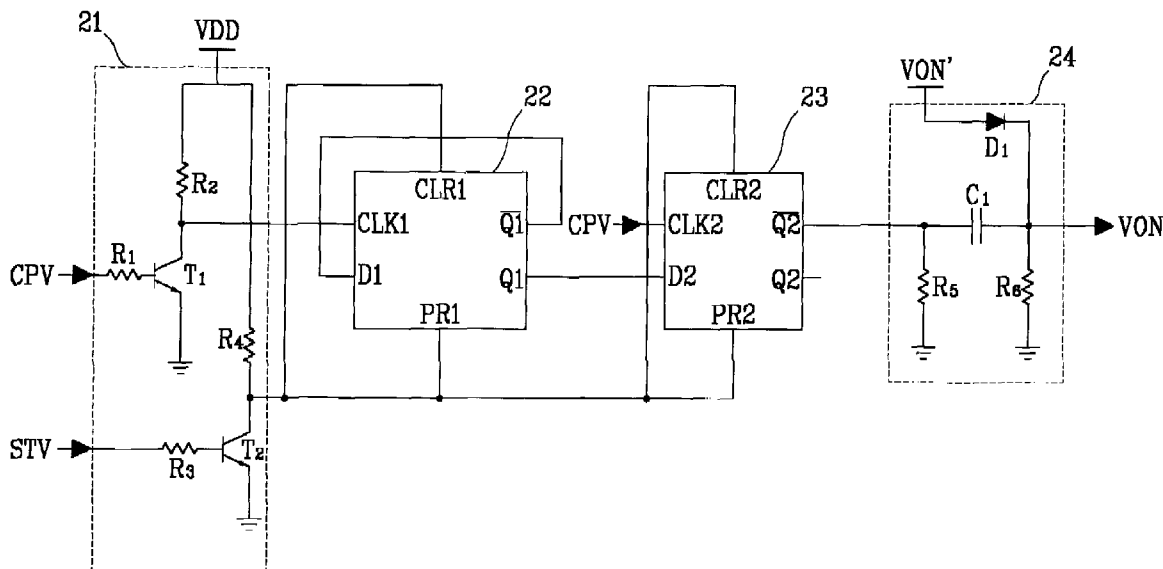 21
VDD
R2
CPV
R1
T1
R4
STV
R3
T2
22
CLR1
CLK1
Q1
D1
Q1
PR1
23
CPV
CLR2
CLK2
Q2
D2
Q2
PR2
VON'
24
D1
C1
VON
R5
R6